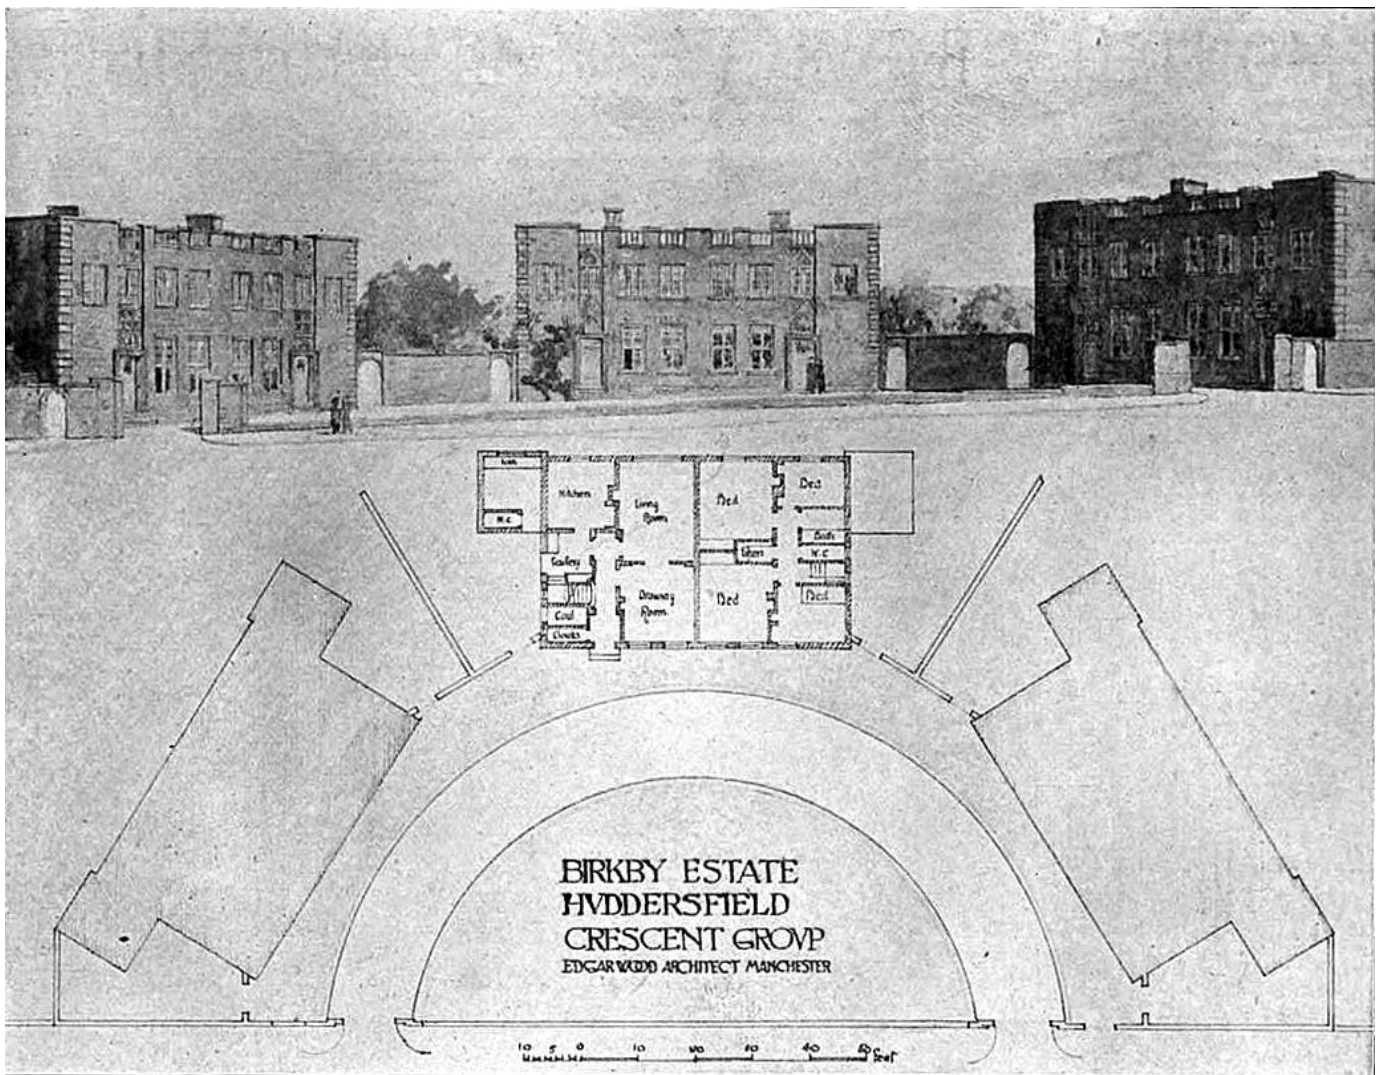 Kitchen
Living
Room
Bed
Bed
W.C
Bath
Linen
W.C
Scullery
Drawing
Room
Bed
Bed
Coal
BIRKBY ESTATE
HVDDERSFIELD
CRESCENT GROVP
EDGAR WOOD ARCHITECT MANCHESTER
10 5 0 10 20 30 40 50 feet